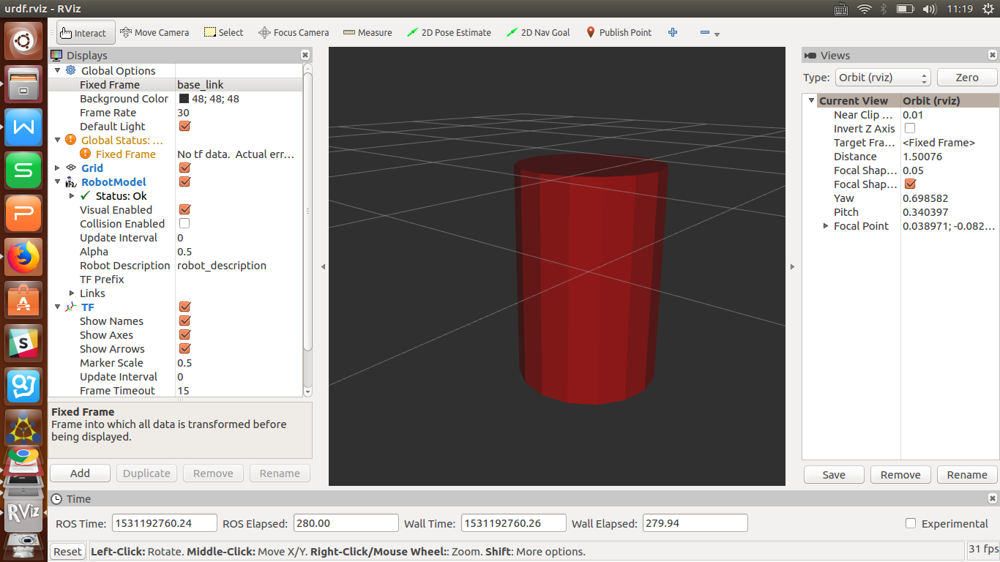 urdf.rviz - RViz
11:19
Interact Move Camera Select Focus Camera Measure 2D Pose Estimate 2D Nav Goal Publish Point
Displays
Global Options
Fixed Frame base_link
Background Color 48; 48; 48
Frame Rate 30
Default Light
Global Status: ...
Fixed Frame No tf data.  Actual err...
Grid
RobotModel
Status: Ok
Visual Enabled
Collision Enabled
Update Interval 0
Alpha 0.5
Robot Description robot_description
TF Prefix
Links
TF
Show Names
Show Axes
Show Arrows
Marker Scale 0.5
Update Interval 0
Frame Timeout 15
Fixed Frame
Frame into which all data is transformed before
being displayed.
Add Duplicate Remove Rename
Views
Type: Orbit (rviz) Zero
Current View Orbit (rviz)
Near Clip ... 0.01
Invert Z Axis
Target Fra... <Fixed Frame>
Distance 1.50076
Focal Shap... 0.05
Focal Shap...
Yaw 0.698582
Pitch 0.340397
Focal Point 0.038971; -0.082...
Save Remove Rename
Time
ROS Time: 1531192760.24 ROS Elapsed: 280.00 Wall Time: 1531192760.26 Wall Elapsed: 279.94 Experimental
Reset Left-Click: Rotate. Middle-Click: Move X/Y. Right-Click/Mouse Wheel:: Zoom. Shift: More options. 31 fps
W
S
P
A
S
RViz